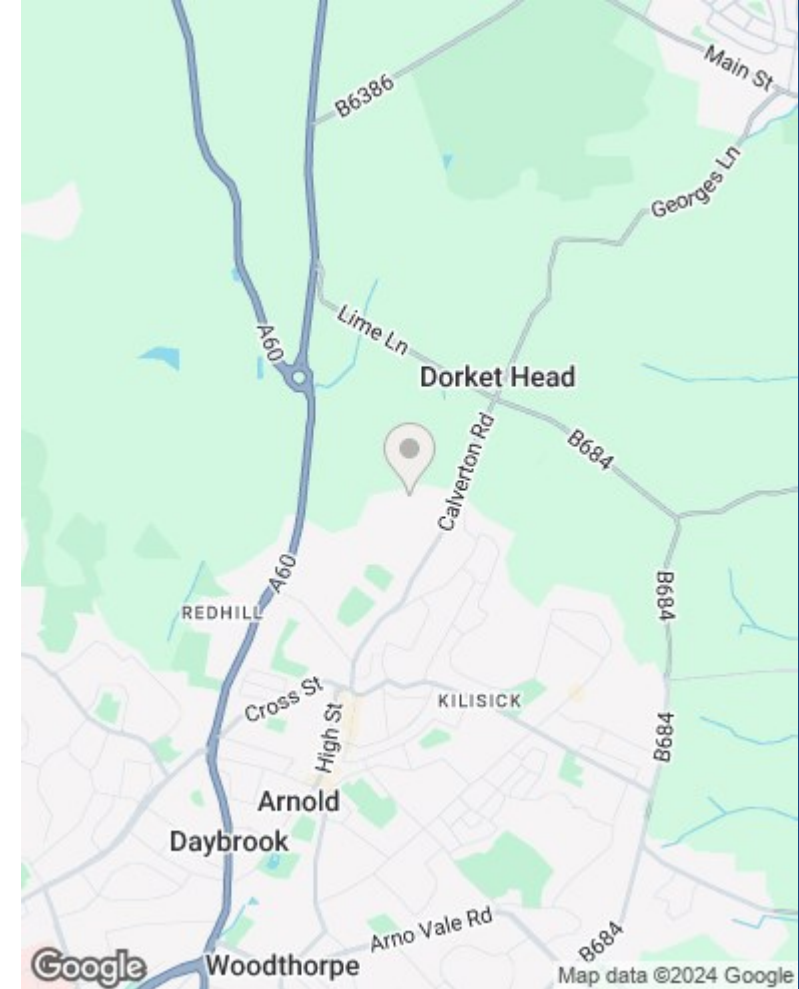 Main St
B6386
Georges Ln
Lime Ln
A60
Dorket Head
Calverton Rd
B684
A60
B684
REDHILL
Cross St
KILISICK
High St
B684
Arnold
Daybrook
Arno Vale Rd
B684
Woodthorpe
Google
Map data ©2024 Google